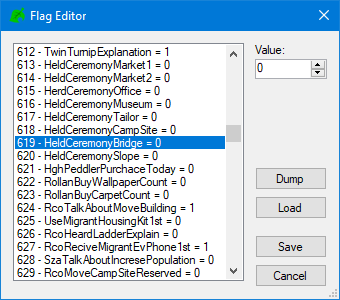 Flag Editor
612 - TwinTurnipExplanation = 1
613 - HeldCeremonyMarket1 = 0
614 - HeldCeremonyMarket2 = 0
615 - HerdCeremonyOffice = 0
616 - HeldCeremonyMuseum = 0
617 - HeldCeremonyTailor = 0
618 - HeldCeremonyCampSite = 0
619 - HeldCeremonyBridge = 0
620 - HeldCeremonySlope = 0
621 - HghPeddlerPurchaceToday = 0
622 - RollanBuyWallpaperCount = 0
623 - RollanBuyCarpetCount = 0
624 - RcoTalkAboutMoveBuilding = 1
625 - UseMigrantHousingKit1st = 0
626 - RcoHeardLadderExplain = 0
627 - RcoReciveMigrantEvPhone1st = 1
628 - SzaTalkAboutIncresePopulation = 0
629 - RcoMoveCampSiteReserved = 0
Value:
0
Dump
Load
Save
Cancel